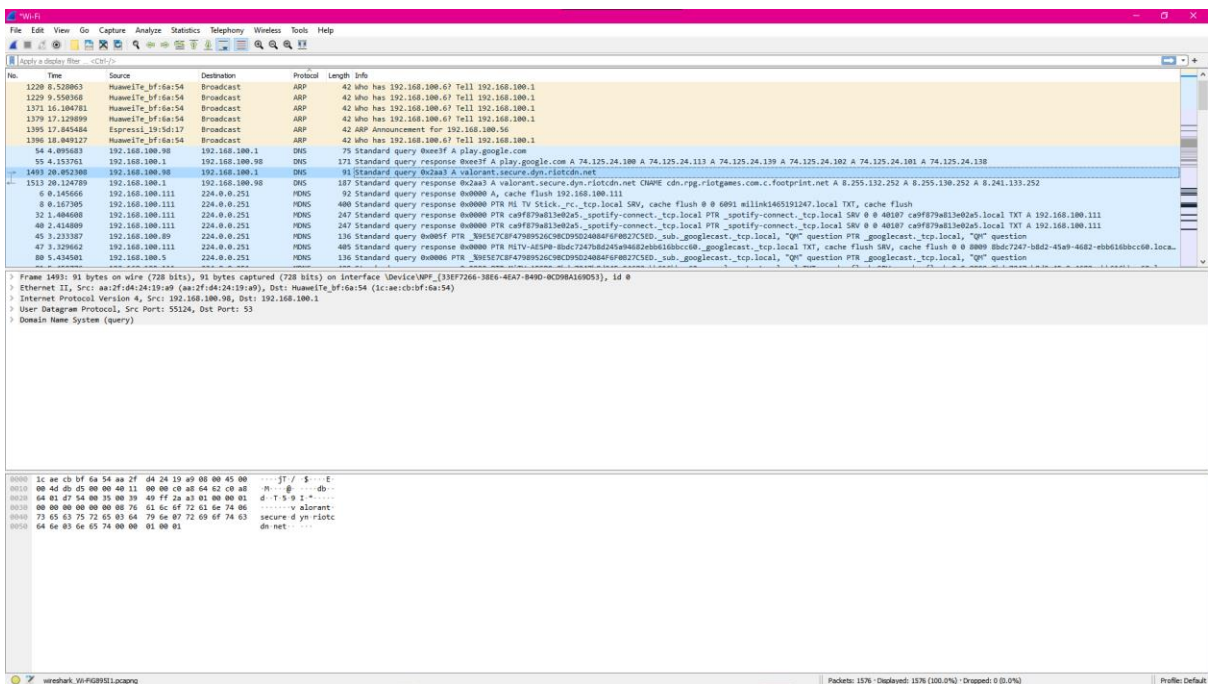 *Wi-Fi
File Edit View Go Capture Analyze Statistics Telephony Wireless Tools Help
Apply a display filter ... <Ctrl-/>
No. Time Source Destination Protocol Length Info
1220 8.528063 HuaweiTe_bf:6a:54 Broadcast ARP 42 Who has 192.168.100.6? Tell 192.168.100.1
1229 9.550368 HuaweiTe_bf:6a:54 Broadcast ARP 42 Who has 192.168.100.6? Tell 192.168.100.1
1371 16.104781 HuaweiTe_bf:6a:54 Broadcast ARP 42 Who has 192.168.100.6? Tell 192.168.100.1
1379 17.129899 HuaweiTe_bf:6a:54 Broadcast ARP 42 Who has 192.168.100.6? Tell 192.168.100.1
1395 17.845484 Espressi_19:5d:17 Broadcast ARP 42 ARP Announcement for 192.168.100.56
1396 18.049127 HuaweiTe_bf:6a:54 Broadcast ARP 42 Who has 192.168.100.6? Tell 192.168.100.1
54 4.095683 192.168.100.98 192.168.100.1 DNS 75 Standard query 0xee3f A play.google.com
55 4.153761 192.168.100.1 192.168.100.98 DNS 171 Standard query response 0xee3f A play.google.com A 74.125.24.100 A 74.125.24.113 A 74.125.24.139 A 74.125.24.102 A 74.125.24.101 A 74.125.24.138
1493 20.052308 192.168.100.98 192.168.100.1 DNS 91 Standard query 0x2aa3 A valorant.secure.dyn.riotcdn.net
1513 20.124789 192.168.100.1 192.168.100.98 DNS 187 Standard query response 0x2aa3 A valorant.secure.dyn.riotcdn.net CNAME cdn.rpg.riotgames.com.c.footprint.net A 8.255.132.252 A 8.255.130.252 A 8.241.133.252
6 0.145666 192.168.100.111 224.0.0.251 MDNS 92 Standard query response 0x0000 A, cache flush 192.168.100.111
8 0.167305 192.168.100.111 224.0.0.251 MDNS 400 Standard query response 0x0000 PTR Mi TV Stick._rc._tcp.local SRV, cache flush 0 0 6091 milink1465191247.local TXT, cache flush
32 1.404608 192.168.100.111 224.0.0.251 MDNS 247 Standard query response 0x0000 PTR ca9f879a813e02a5._spotify-connect._tcp.local PTR _spotify-connect._tcp.local SRV 0 0 40107 ca9f879a813e02a5.local TXT A 192.168.100.111
40 2.414809 192.168.100.111 224.0.0.251 MDNS 247 Standard query response 0x0000 PTR ca9f879a813e02a5._spotify-connect._tcp.local PTR _spotify-connect._tcp.local SRV 0 0 40107 ca9f879a813e02a5.local TXT A 192.168.100.111
45 3.233387 192.168.100.89 224.0.0.251 MDNS 136 Standard query 0x005f PTR _%9E5E7C8F47989526C9BCD95D24084F6F0B27C5ED._sub._googlecast._tcp.local, "QM" question PTR _googlecast._tcp.local, "QM" question
47 3.329662 192.168.100.111 224.0.0.251 MDNS 405 Standard query response 0x0000 PTR
80 5.434501 192.168.100.5 224.0.0.251 MDNS 136 Standard query 0x0006 PTR _%9E5E7C8F47989526C9BCD95D24084F6F0B27C5ED._sub._googlecast._tcp.local, "QM" question PTR _googlecast._tcp.local, "QM" question
> Frame 1493: 91 bytes on wire (728 bits), 91 bytes captured (728 bits) on interface \Device\NPF_{33EF7266-38E6-4EA7-849D-0CD9BA169D53}, id 0
> Ethernet II, Src: aa:2f:d4:24:19:a9 (aa:2f:d4:24:19:a9), Dst: HuaweiTe_bf:6a:54 (1c:ae:cb:bf:6a:54)
> Internet Protocol Version 4, Src: 192.168.100.98, Dst: 192.168.100.1
> User Datagram Protocol, Src Port: 55124, Dst Port: 53
> Domain Name System (query)
0000 1c ae cb bf 6a 54 aa 2f d4 24 19 a9 08 00 45 00 ····jT·/ ·$····E·
0010 00 4d db d5 00 00 40 11 00 00 c0 a8 64 62 c0 a8 ·M····@· ····db··
0020 64 01 d7 54 00 35 00 39 49 ff 2a a3 01 00 00 01 d··T·5·9 I·*·····
0030 00 00 00 00 00 00 08 76 61 6c 6f 72 61 6e 74 06 ·······v alorant·
0040 73 65 63 75 72 65 03 64 79 6e 07 72 69 6f 74 63 secure·d yn·riotc
0050 64 6e 03 6e 65 74 00 00 01 00 01 dn·net·· ···
wireshark_Wi-FiG89SI1.pcapng
Packets: 1576 · Displayed: 1576 (100.0%) · Dropped: 0 (0.0%)
Profile: Default